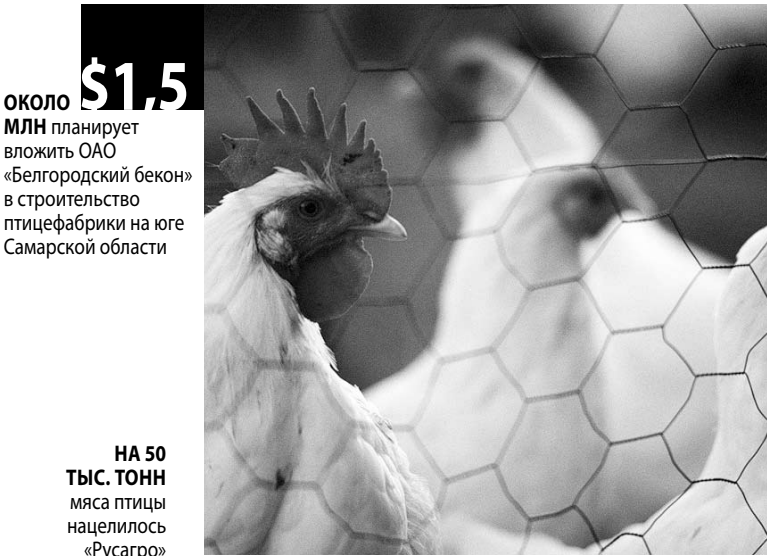 ОКОЛО $1,5
МЛН планирует
вложить ОАО
«Белгородский бекон»
в строительство
птицефабрики на юге
Самарской области
НА 50
ТЫС. ТОНН
мяса птицы
нацелилось
«Русагро»